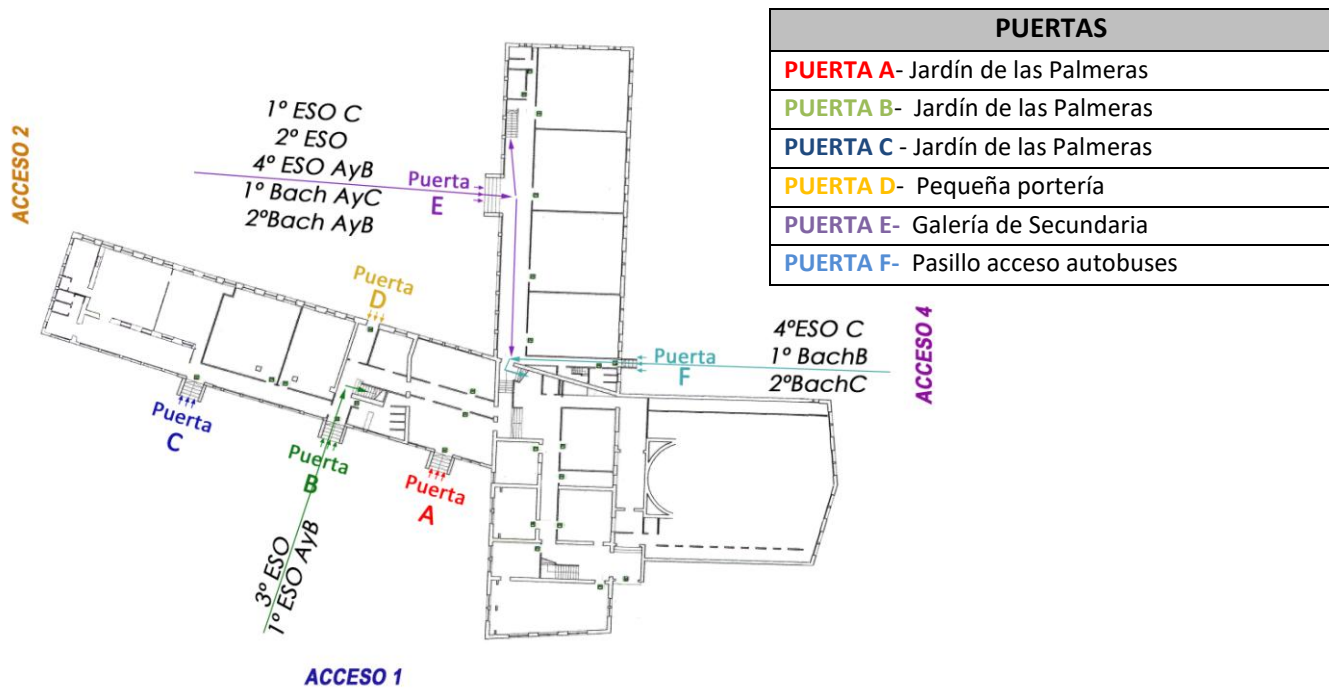 PUERTAS
PUERTA A- Jardín de las Palmeras
PUERTA B- Jardín de las Palmeras
PUERTA C - Jardín de las Palmeras
PUERTA D- Pequeña portería
PUERTA E- Galería de Secundaria
PUERTA F- Pasillo acceso autobuses
ACCESO 2
1º ESO C
2º ESO
4º ESO AyB
1º Bach AyC
2ºBach AyB
Puerta
E
Puerta
D
4ºESO C
1º BachB
2ºBachC
Puerta
F
ACCESO 4
Puerta
C
Puerta
B
Puerta
A
3º ESO
1º ESO AyB
ACCESO 1